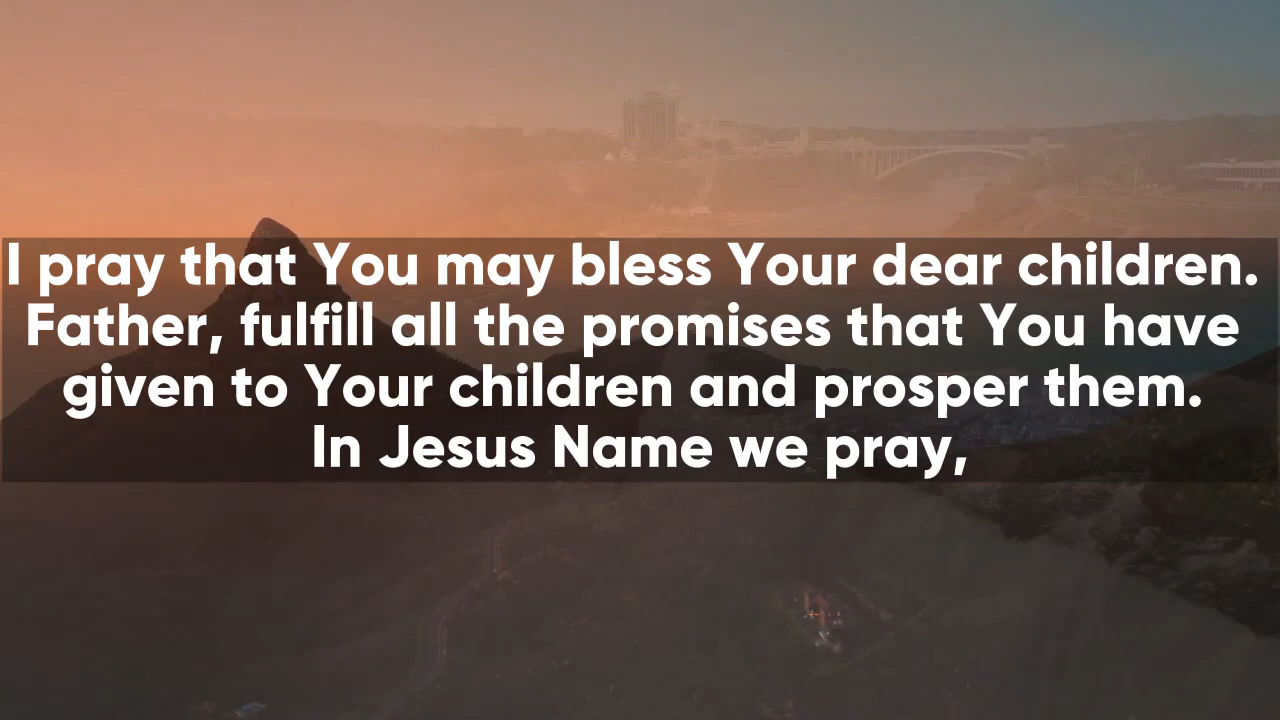 I pray that You may bless Your dear children.
Father, fulfill all the promises that You have
given to Your children and prosper them.
In Jesus Name we pray,